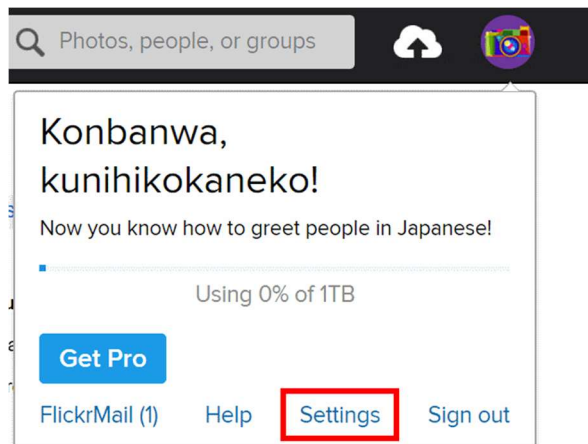 Photos, people, or groups
Konbanwa,
kunihikokaneko!
Now you know how to greet people in Japanese!
Using 0% of 1TB
Get Pro
FlickrMail (1) Help Settings Sign out